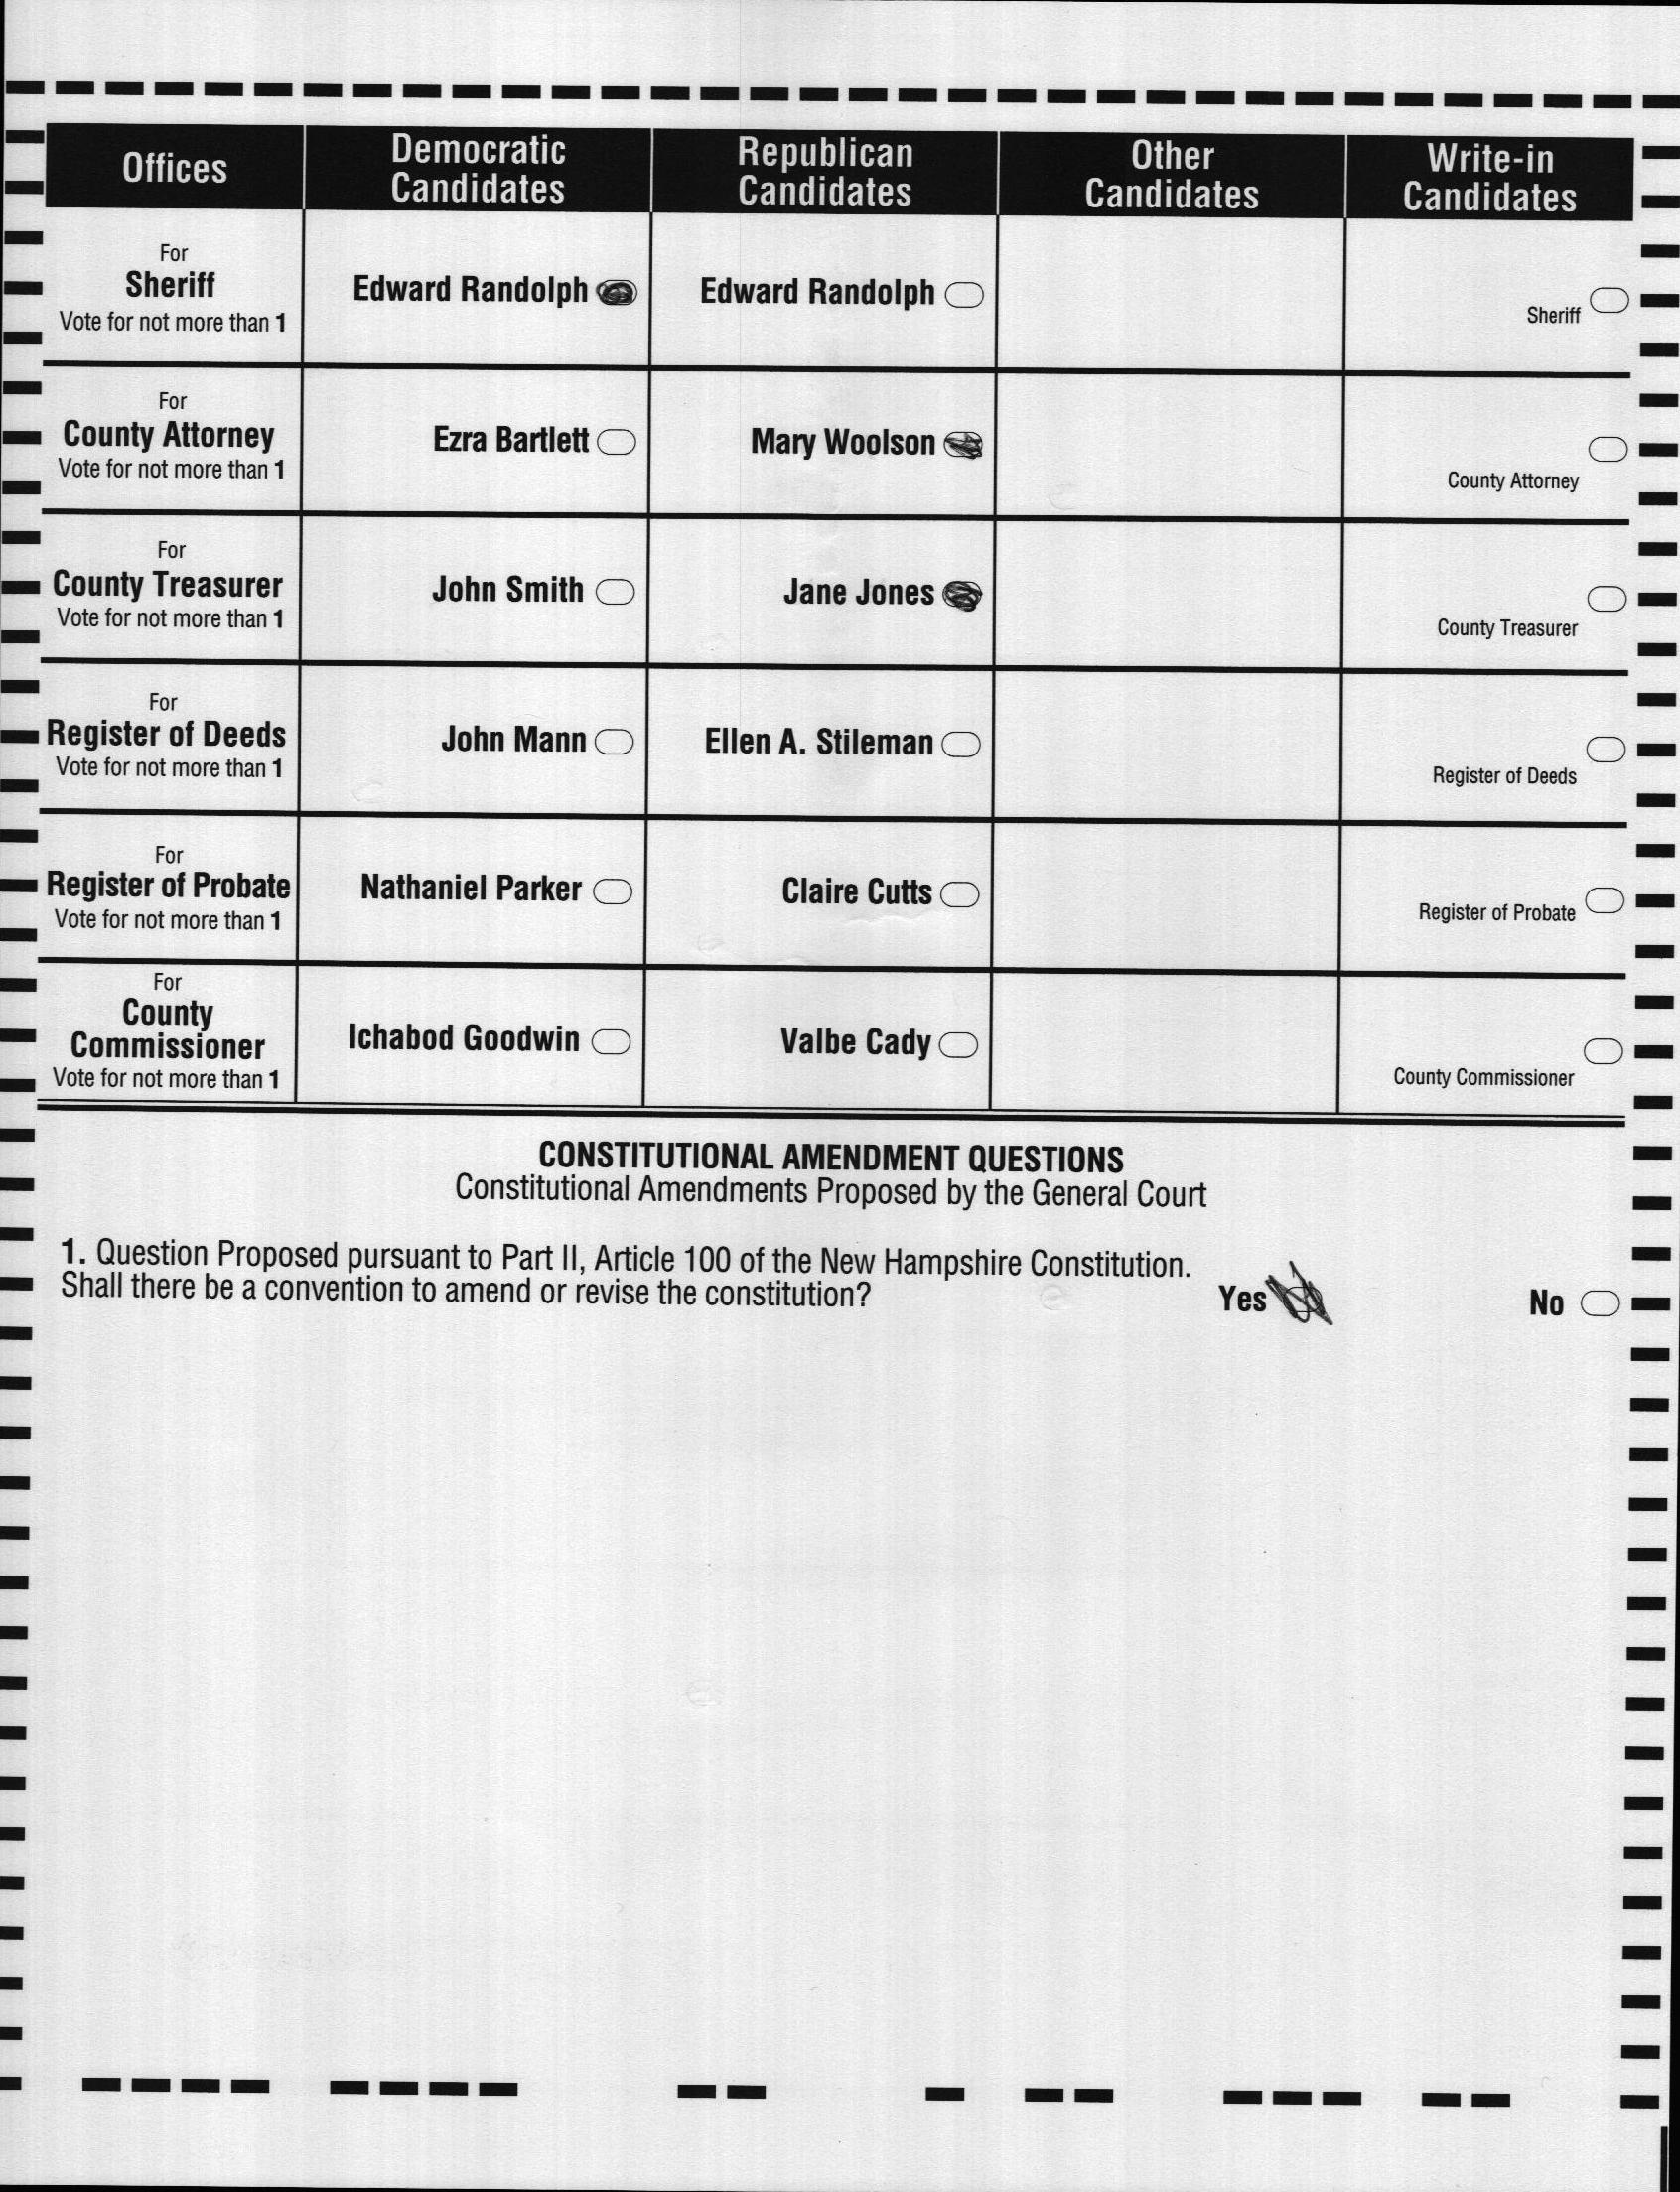 Offices
Democratic
Candidates
Republican
Candidates
Other
Candidates
Write-in
Candidates
For
Sheriff
Vote for not more than 1
Edward Randolph
Edward Randolph
Sheriff
For
County Attorney
Vote for not more than 1
Ezra Bartlett
Mary Woolson
County Attorney
For
County Treasurer
Vote for not more than 1
John Smith
Jane Jones
County Treasurer
For
Register of Deeds
Vote for not more than 1
John Mann
Ellen A. Stileman
Register of Deeds
For
Register of Probate
Vote for not more than 1
Nathaniel Parker
Claire Cutts
Register of Probate
For
County
Commissioner
Vote for not more than 1
Ichabod Goodwin
Valbe Cady
County Commissioner
CONSTITUTIONAL AMENDMENT QUESTIONS
Constitutional Amendments Proposed by the General Court
1. Question Proposed pursuant to Part II, Article 100 of the New Hampshire Constitution.
Shall there be a convention to amend or revise the constitution?
Yes
No